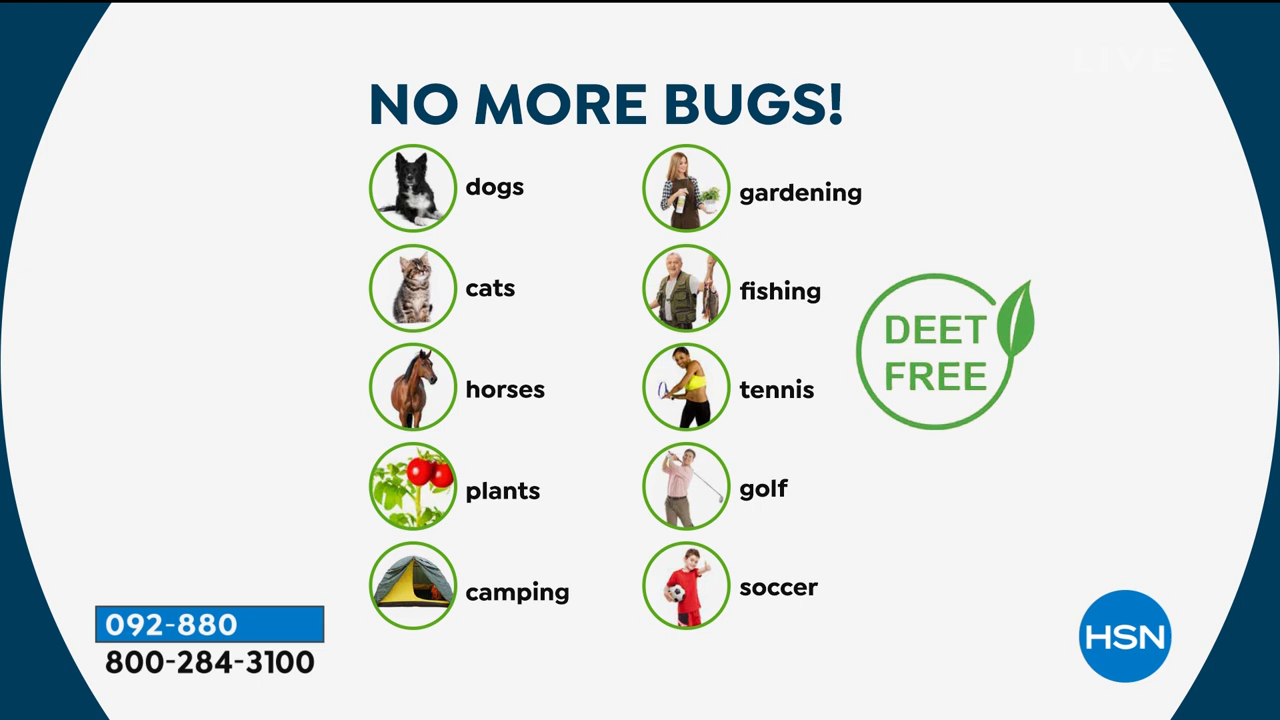 LIVE
NO MORE BUGS!
dogs
cats
horses
plants
camping
gardening
fishing
tennis
golf
soccer
DEET
FREE
092-880
800-284-3100
HSN